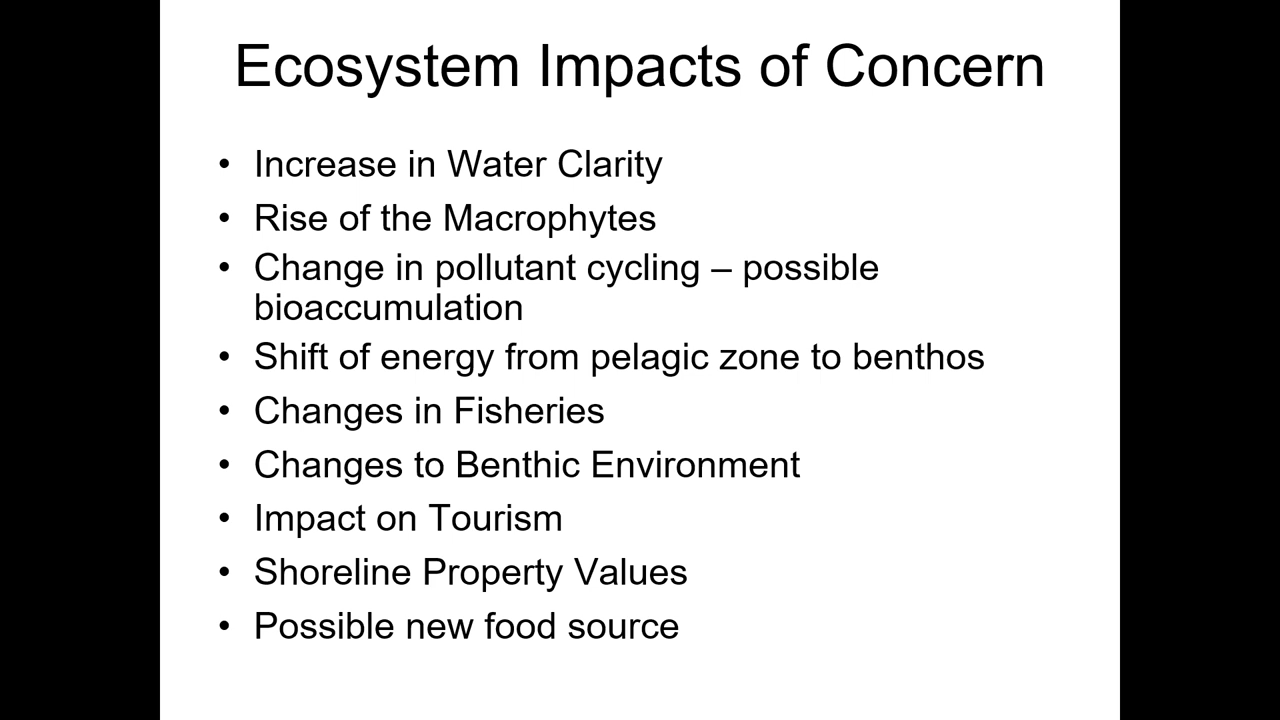 Ecosystem Impacts of Concern
• Increase in Water Clarity
• Rise of the Macrophytes
• Change in pollutant cycling – possible
bioaccumulation
• Shift of energy from pelagic zone to benthos
• Changes in Fisheries
• Changes to Benthic Environment
• Impact on Tourism
• Shoreline Property Values
• Possible new food source